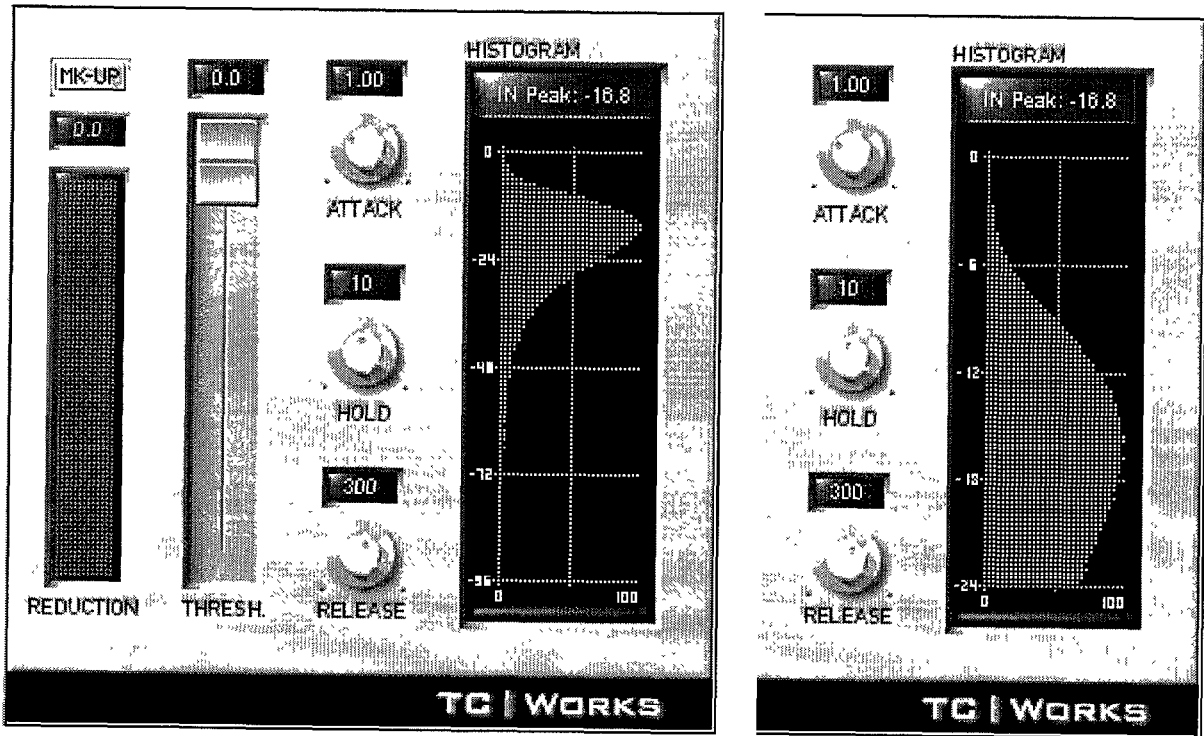 MK-UP
0.0
0.0
REDUCTION
THRESH.
1.00
ATTACK
10
HOLD
300
RELEASE
HISTOGRAM
IN Peak: -16.8
0
-24
-48
-72
-96
0 100
TC | WORKS
1.00
ATTACK
10
HOLD
300
RELEASE
HISTOGRAM
IN Peak: -16.8
0
-6
-12
-18
-24
0 100
TC | WORKS